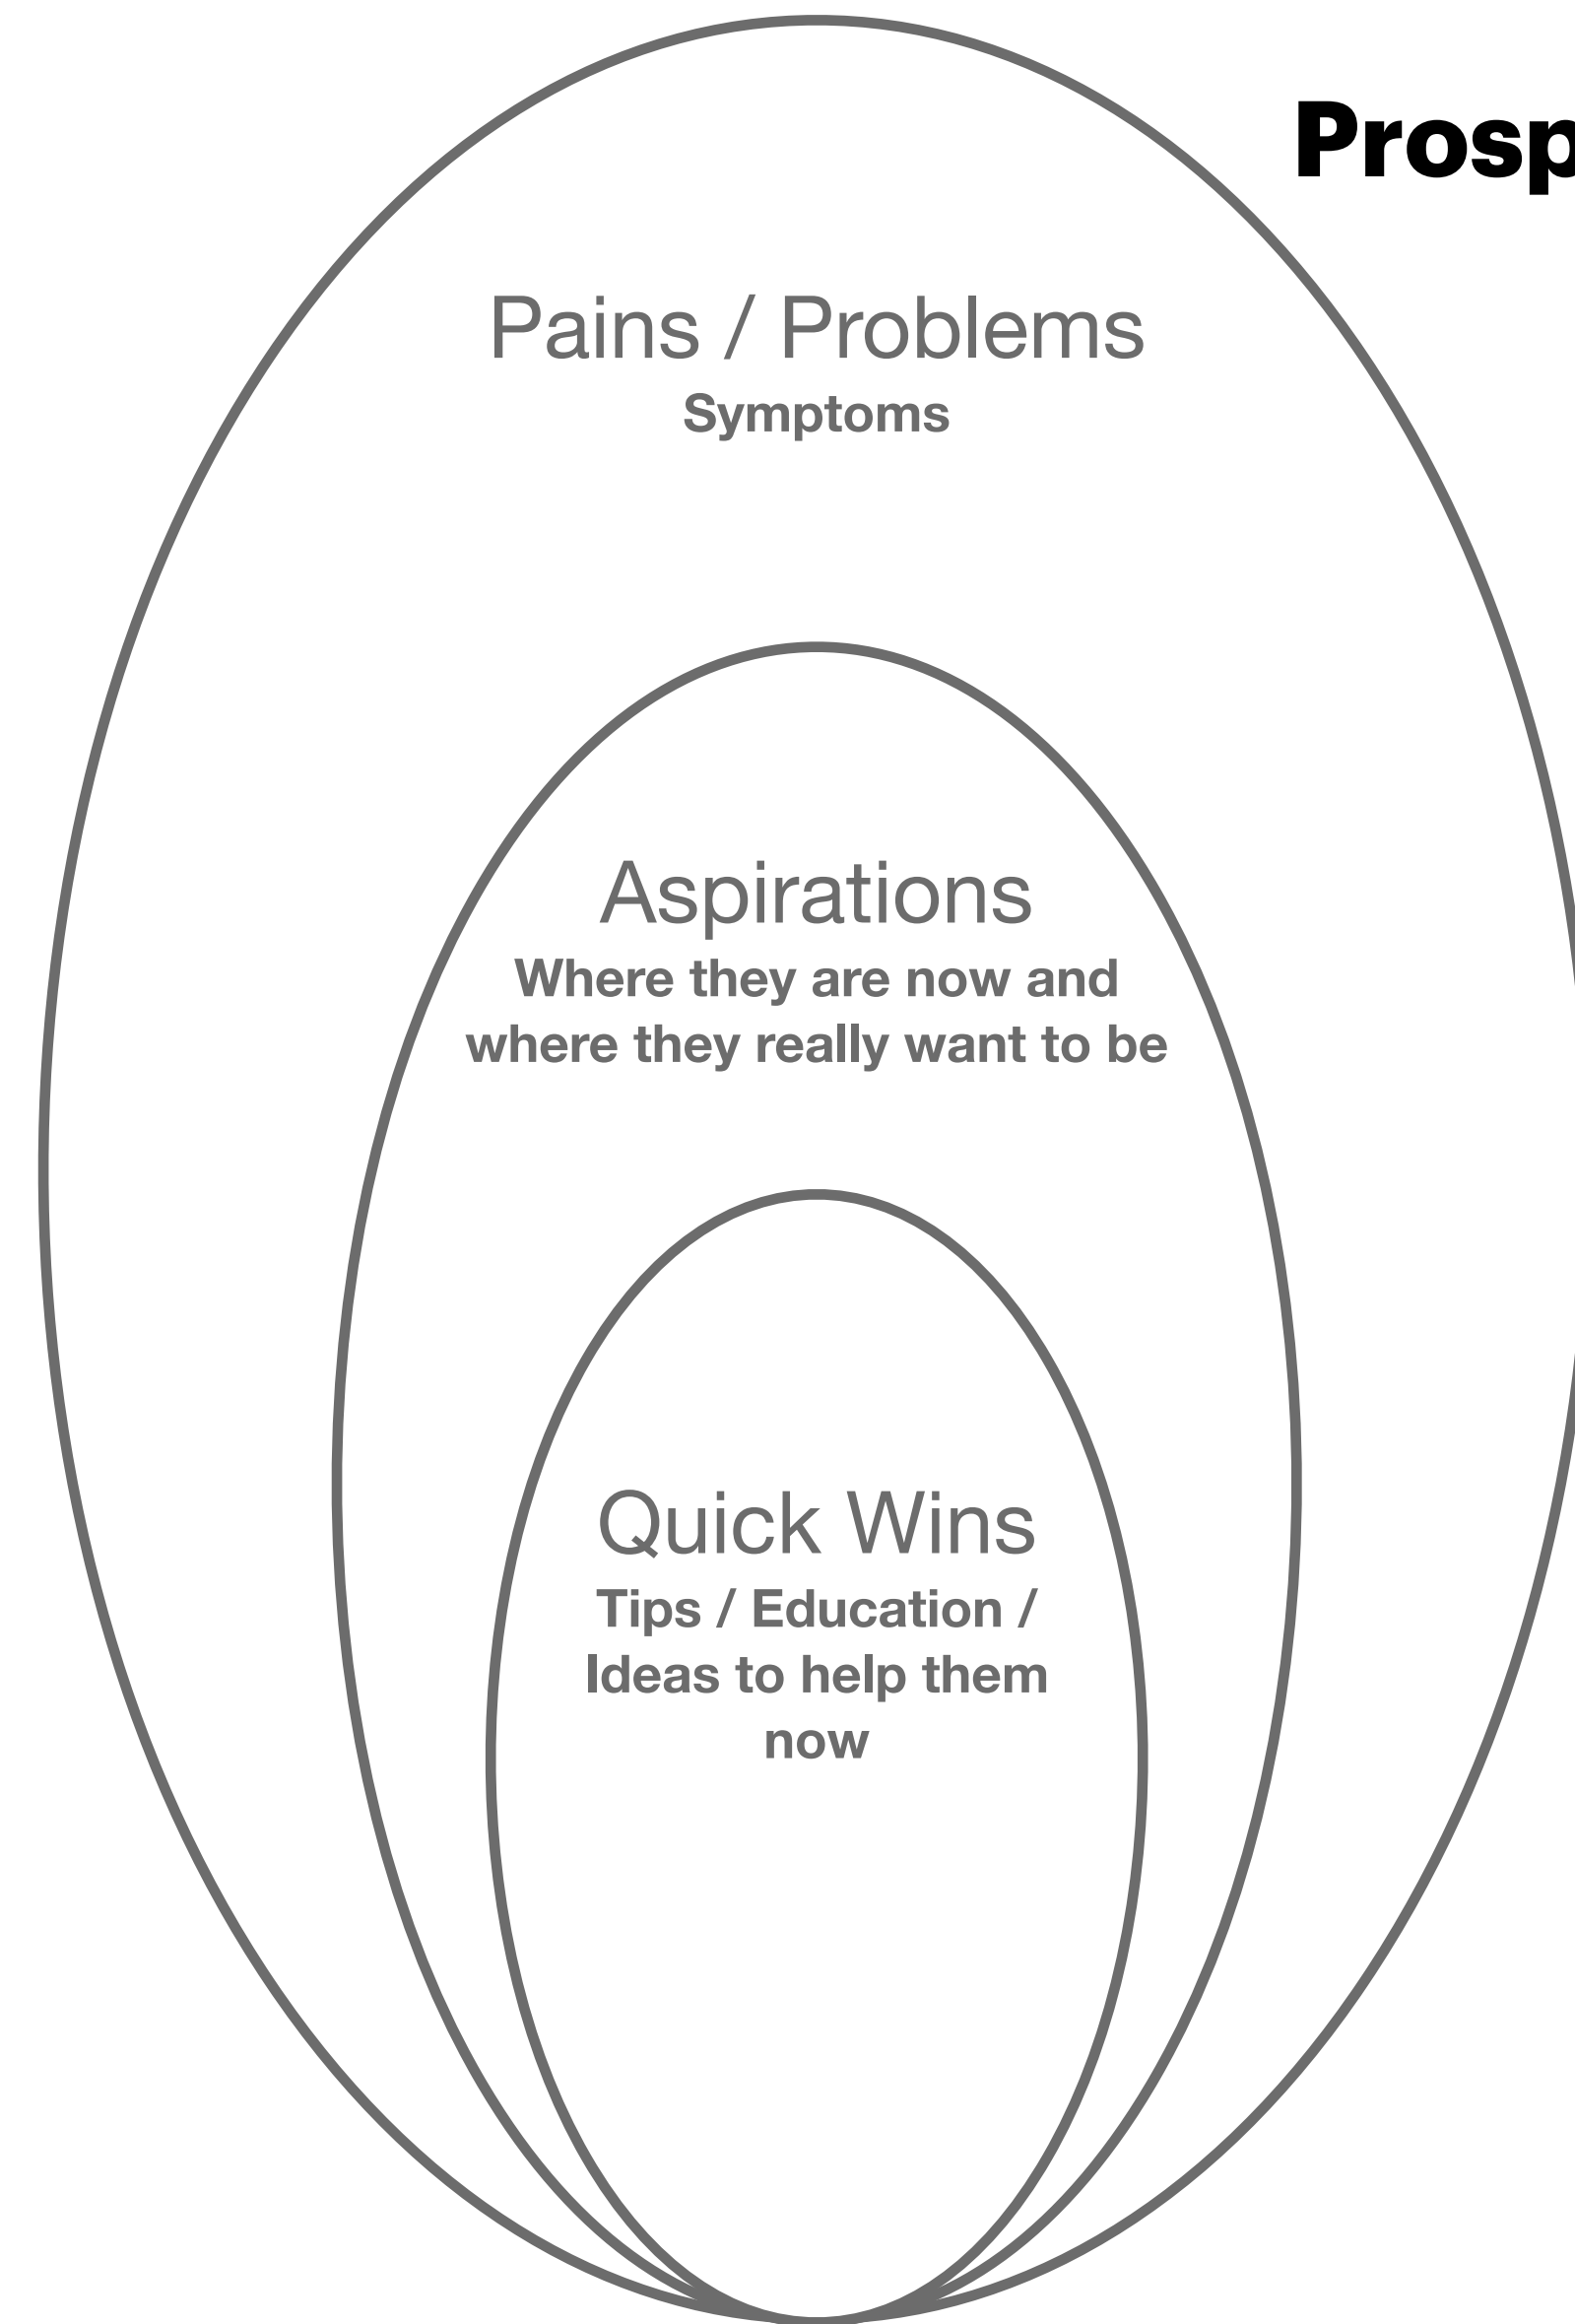 Prosp
Pains / Problems
Symptoms
Aspirations
Where they are now and
where they really want to be
Quick Wins
Tips / Education /
Ideas to help them
now